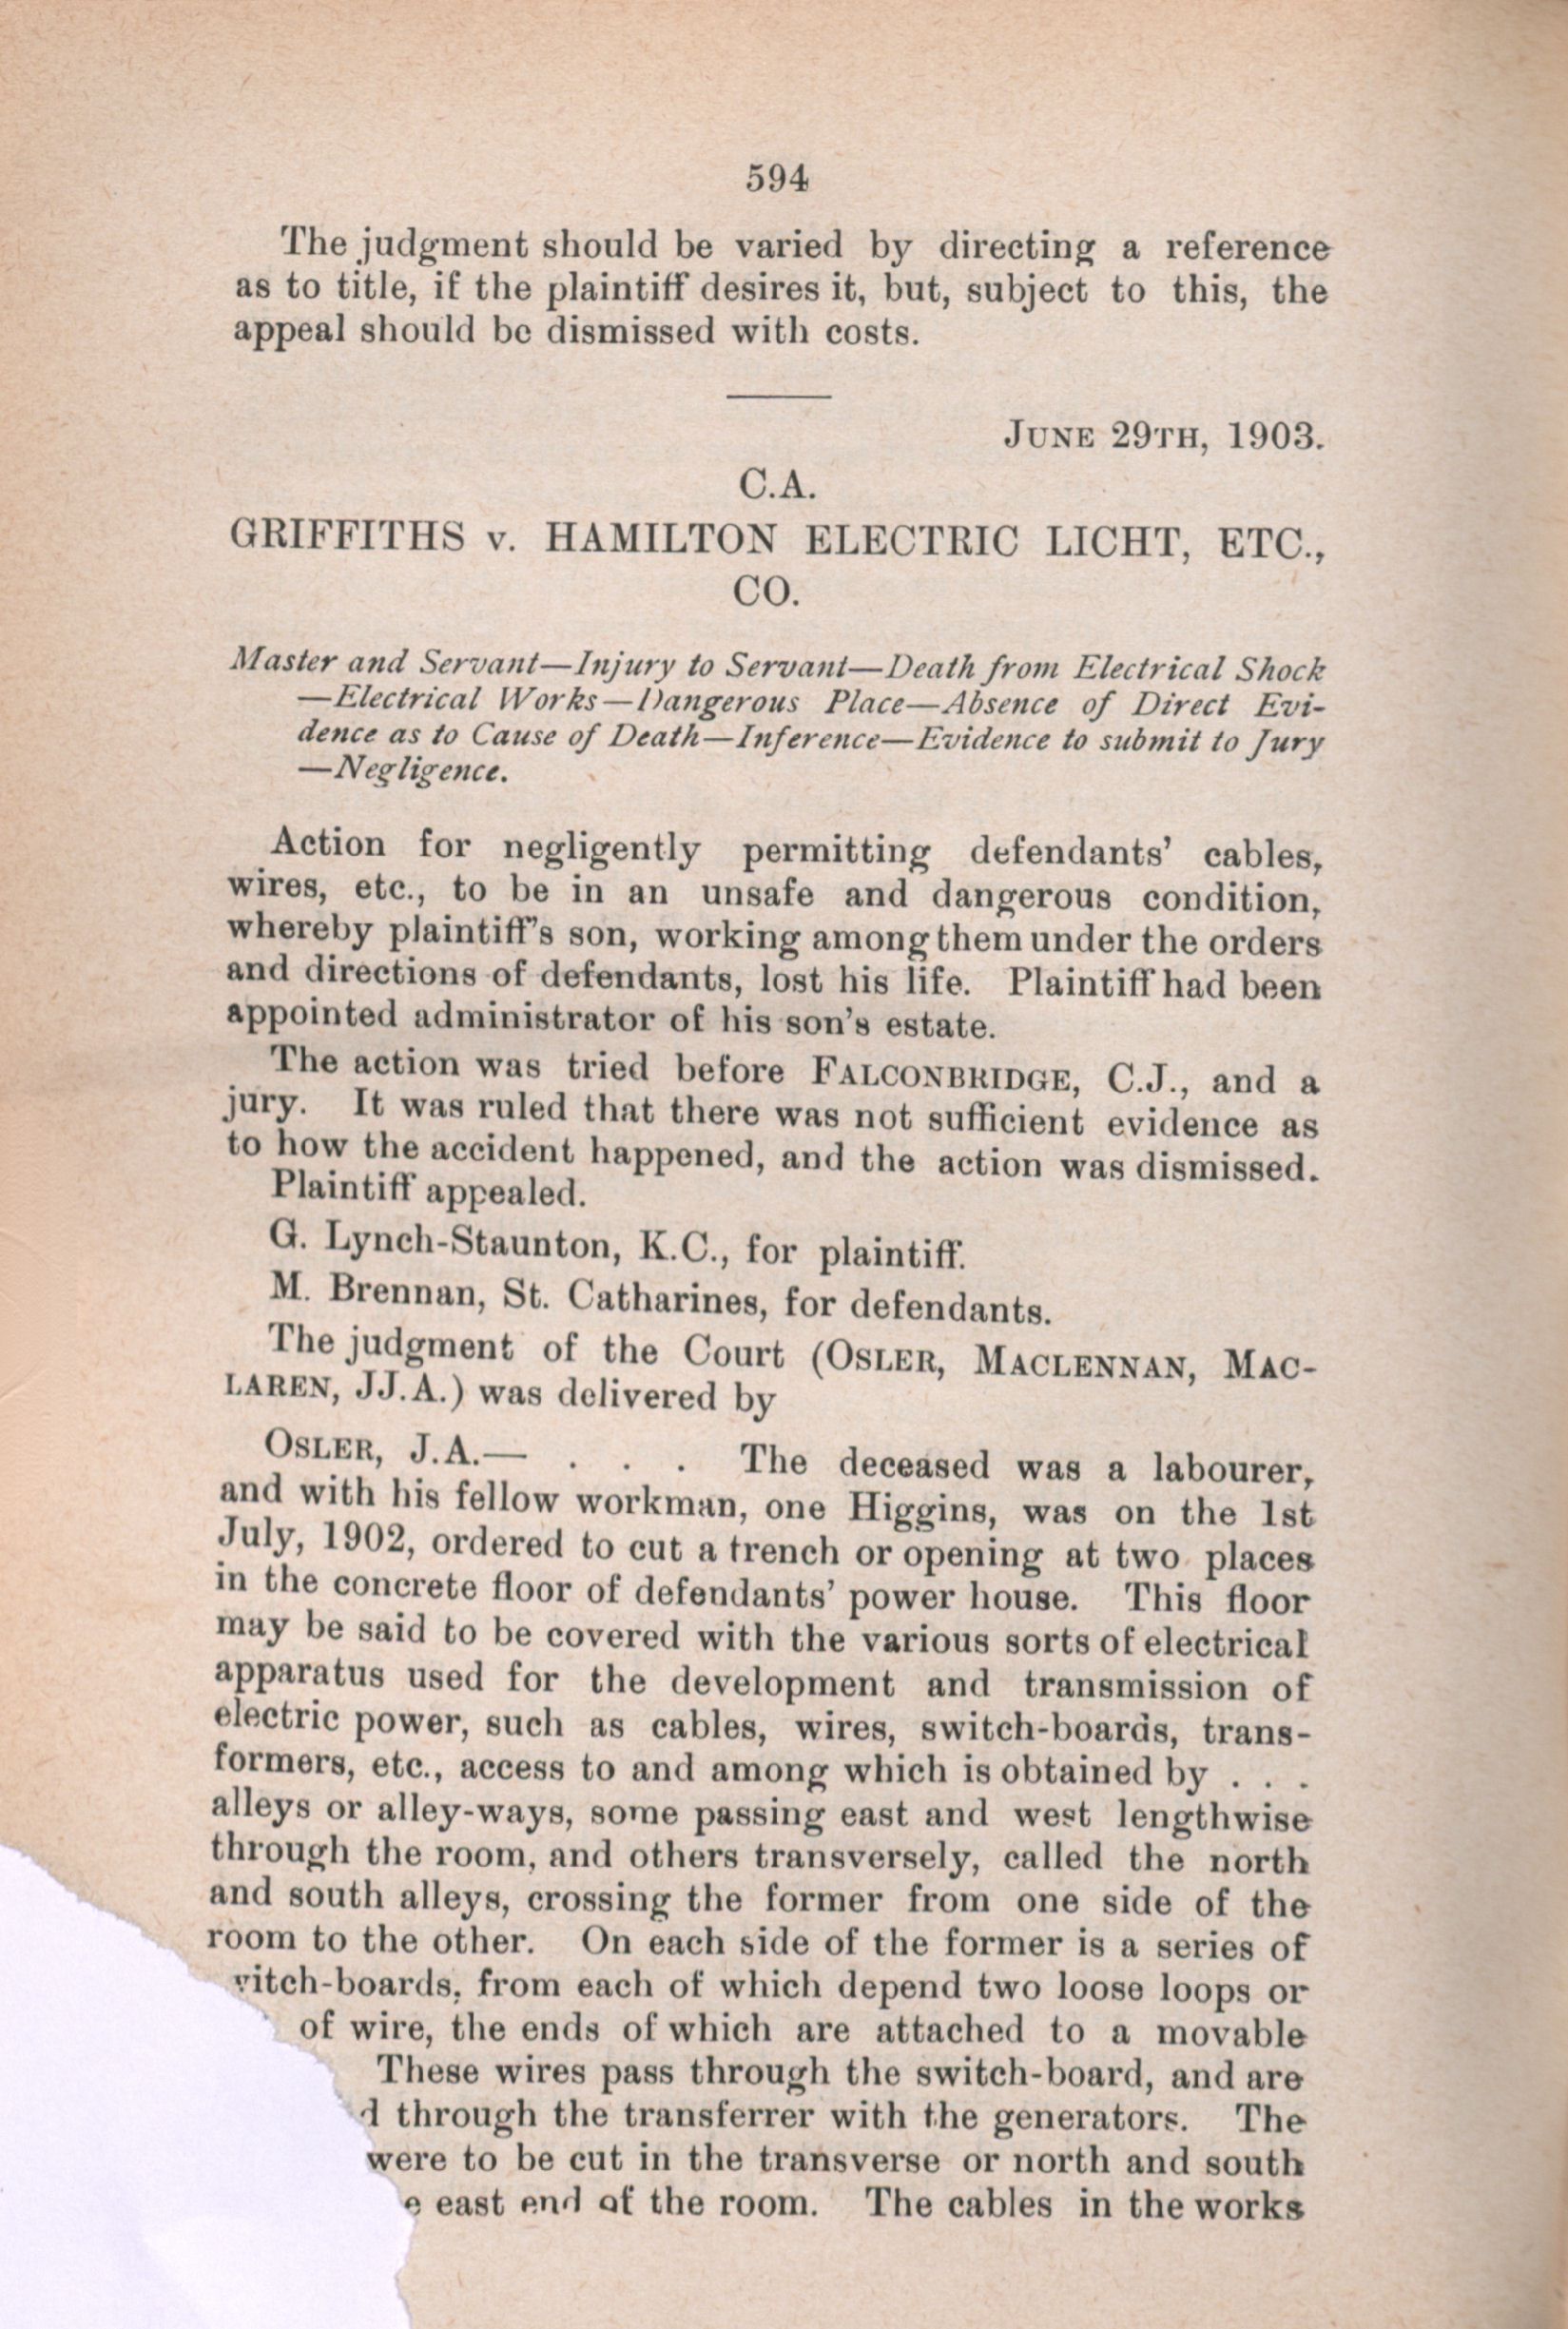 594
The judgment should be varied by directing a reference
as to title, if the plaintiff desires it, but, subject to this, the
appeal should be dismissed with costs.
JUNE 29TH, 1903.
C.A.
GRIFFITHS v. HAMILTON ELECTRIC LICHT, ETC.,
CO.
Master and Servant—Injury to Servant—Death from Electrical Shock
—Electrical Works—Dangerous Place—Absence of Direct Evi-
dence as to Cause of Death—Inference—Evidence to submit to Jury
—Negligence.
Action for negligently permitting defendants' cables,
wires, etc., to be in an unsafe and dangerous condition,
whereby plaintiff's son, working among them under the orders
and directions of defendants, lost his life. Plaintiff had been
appointed administrator of his son's estate.
The action was tried before FALCONBRIDGE, C.J., and a
jury. It was ruled that there was not sufficient evidence as
to how the accident happened, and the action was dismissed.
Plaintiff appealed.
G. Lynch-Staunton, K.C., for plaintiff.
M. Brennan, St. Catharines, for defendants.
The judgment of the Court (OSLER, MACLENNAN, MAC-
LAREN, JJ.A.) was delivered by
OSLER, J.A.— . . . The deceased was a labourer,
and with his fellow workman, one Higgins, was on the 1st
July, 1902, ordered to cut a trench or opening at two places
in the concrete floor of defendants' power house. This floor
may be said to be covered with the various sorts of electrical
apparatus used for the development and transmission of
electric power, such as cables, wires, switch-boards, trans-
formers, etc., access to and among which is obtained by . . .
alleys or alley-ways, some passing east and west lengthwise
through the room, and others transversely, called the north
and south alleys, crossing the former from one side of the
room to the other. On each side of the former is a series of
itch-boards, from each of which depend two loose loops or
of wire, the ends of which are attached to a movable
These wires pass through the switch-board, and are
d through the transferrer with the generators. The
were to be cut in the transverse or north and south
e east end of the room. The cables in the works